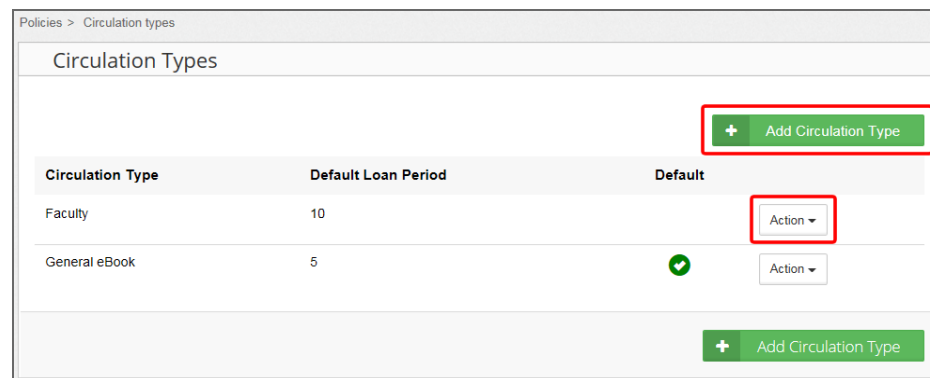 Policies > Circulation types
Circulation Types
+ Add Circulation Type
Circulation Type Default Loan Period Default
Faculty 10 Action
General eBook 5 Action
+ Add Circulation Type